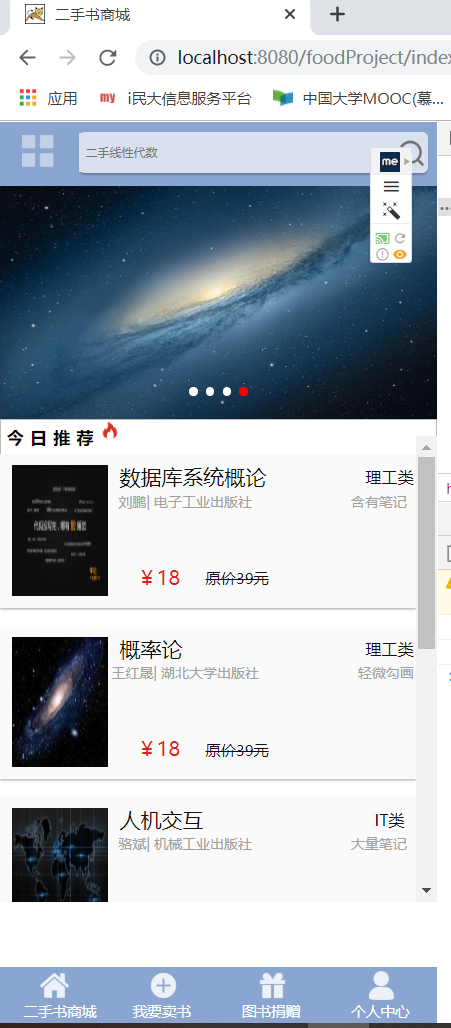 二手书商城
localhost:8080/foodProject/index
应用 my i民大信息服务平台 中国大学MOOC(慕...
二手线性代数
me
今日推荐
数据库系统概论 理工类
刘鹏| 电子工业出版社 含有笔记
￥18 原价39元
概率论 理工类
王红晟| 湖北大学出版社 轻微勾画
￥18 原价39元
人机交互 IT类
骆斌| 机械工业出版社 大量笔记
二手书商城 我要卖书 图书捐赠 个人中心